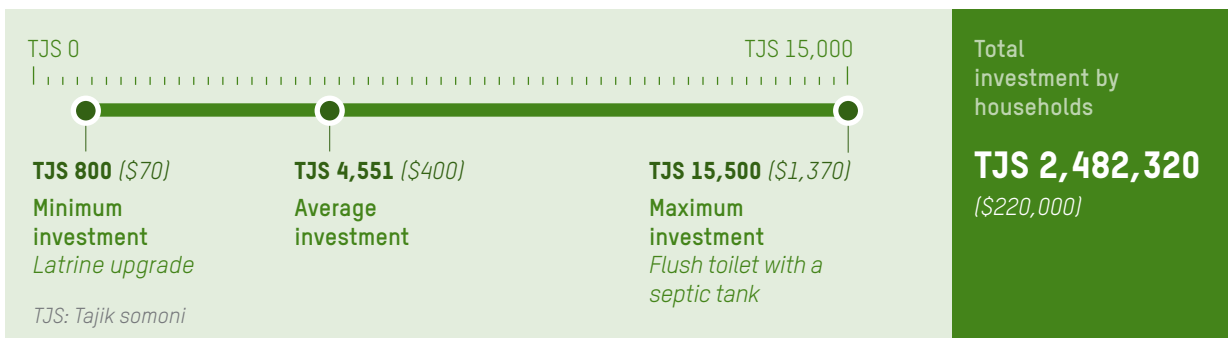 TJS 0
TJS 15,000
TJS 800 ($70)
Minimum
investment
Latrine upgrade
TJS 4,551 ($400)
Average
investment
TJS 15,500 ($1,370)
Maximum
investment
Flush toilet with a
septic tank
TJS: Tajik somoni
Total
investment by
households
TJS 2,482,320
($220,000)